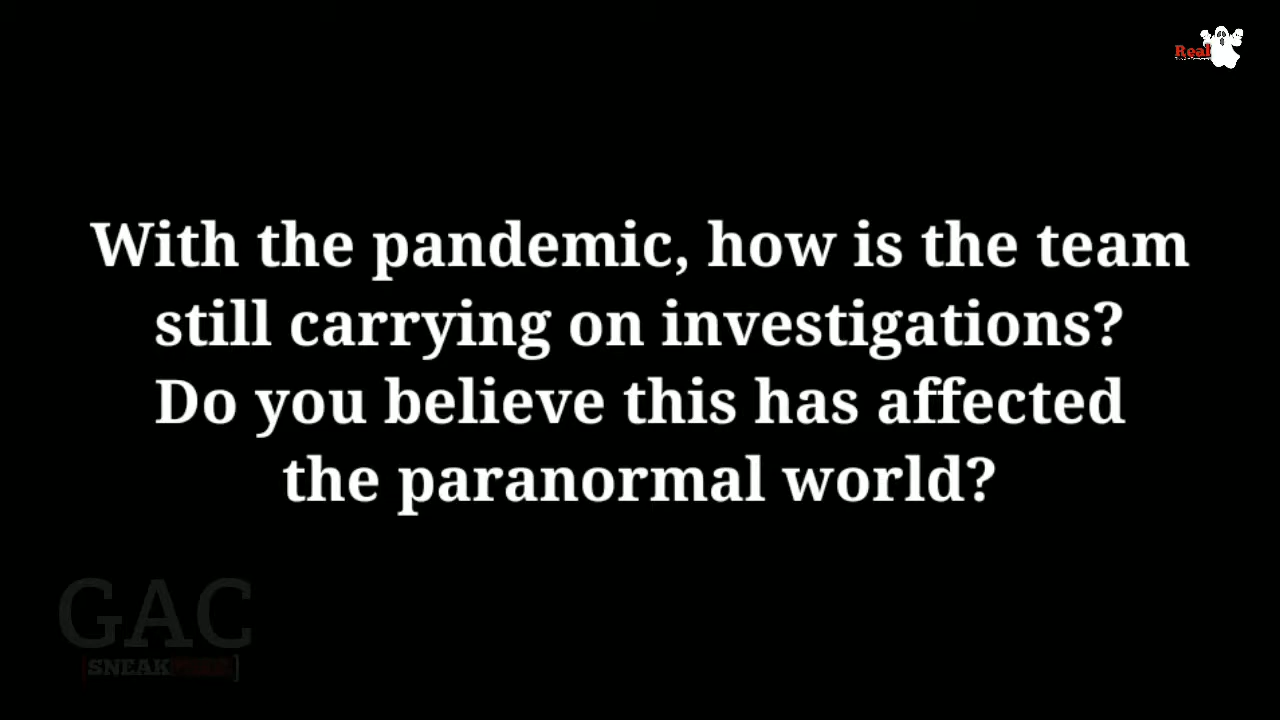 Real
With the pandemic, how is the team
still carrying on investigations?
Do you believe this has affected
the paranormal world?
GAC
[SNEAK